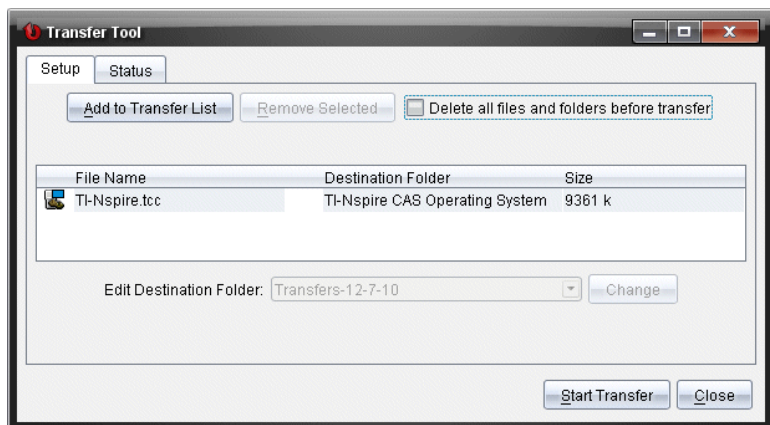 Transfer Tool
Setup Status
Add to Transfer List Remove Selected Delete all files and folders before transfer
File Name Destination Folder Size
TI-Nspire.tcc TI-Nspire CAS Operating System 9361 k
Edit Destination Folder: Transfers-12-7-10 Change
Start Transfer Close